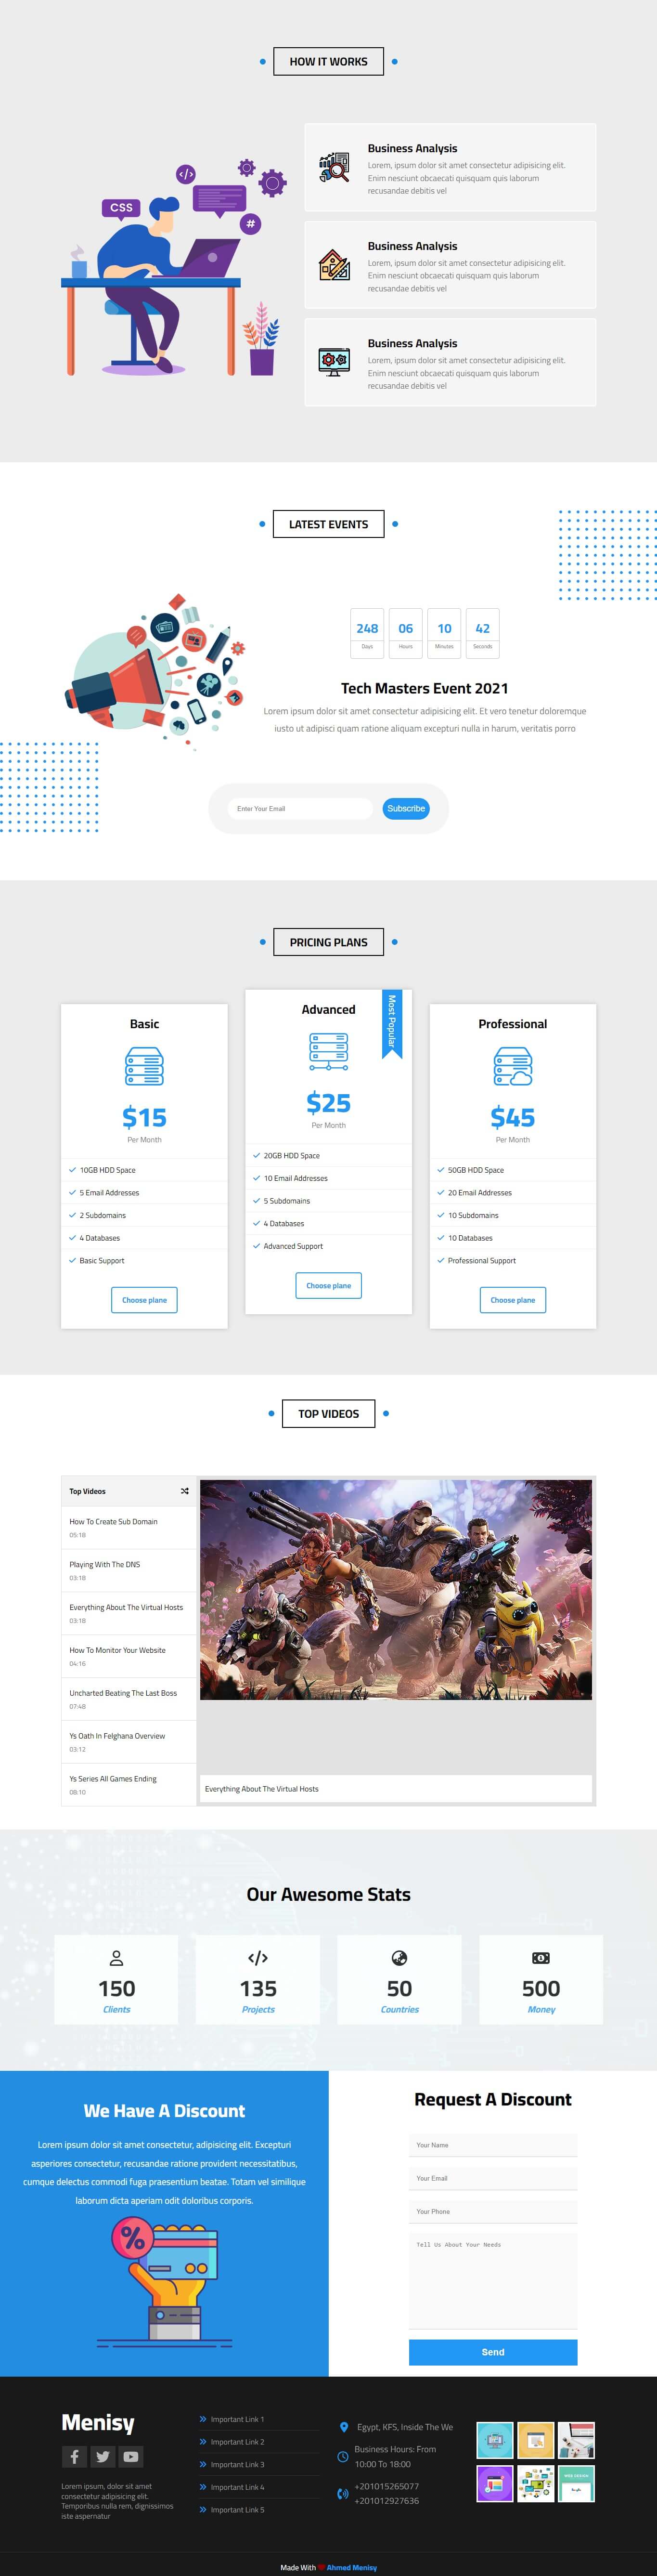 HOW IT WORKS
CSS
</>
#
Business Analysis
Lorem, ipsum dolor sit amet consectetur adipisicing elit.
Enim nesciunt obcaecati quisquam quis laborum
recusandae debitis vel
Business Analysis
Lorem, ipsum dolor sit amet consectetur adipisicing elit.
Enim nesciunt obcaecati quisquam quis laborum
recusandae debitis vel
Business Analysis
Lorem, ipsum dolor sit amet consectetur adipisicing elit.
Enim nesciunt obcaecati quisquam quis laborum
recusandae debitis vel
LATEST EVENTS
248 06 10 42
Days Hours Minutes Seconds
Tech Masters Event 2021
Lorem ipsum dolor sit amet consectetur adipisicing elit. Et vero tenetur doloremque
iusto ut adipisci quam ratione aliquam excepturi nulla in harum, veritatis porro
Enter Your Email
Subscribe
PRICING PLANS
Basic
$15
Per Month
10GB HDD Space
5 Email Addresses
2 Subdomains
4 Databases
Basic Support
Choose plane
Most Popular
Advanced
$25
Per Month
20GB HDD Space
10 Email Addresses
5 Subdomains
4 Databases
Advanced Support
Choose plane
Professional
$45
Per Month
50GB HDD Space
20 Email Addresses
10 Subdomains
10 Databases
Professional Support
Choose plane
TOP VIDEOS
Top Videos
How To Create Sub Domain
05:18
Playing With The DNS
03:18
Everything About The Virtual Hosts
03:18
How To Monitor Your Website
04:16
Uncharted Beating The Last Boss
07:48
Ys Oath In Felghana Overview
03:12
Ys Series All Games Ending
08:10
Everything About The Virtual Hosts
Our Awesome Stats
150
Clients
135
Projects
50
Countries
500
Money
We Have A Discount
Lorem ipsum dolor sit amet consectetur, adipisicing elit. Excepturi
asperiores consectetur, recusandae ratione provident necessitatibus,
cumque delectus commodi fuga praesentium beatae. Totam vel similique
laborum dicta aperiam odit doloribus corporis.
%
Request A Discount
Your Name
Your Email
Your Phone
Tell Us About Your Needs
Send
Menisy
Lorem ipsum, dolor sit amet
consectetur adipisicing elit.
Temporibus nulla rem, dignissimos
iste aspernatur
Important Link 1
Important Link 2
Important Link 3
Important Link 4
Important Link 5
Egypt, KFS, Inside The We
Business Hours: From
10:00 To 18:00
+201015265077
+201012927636
WEB DESIGN
Made With Ahmed Menisy